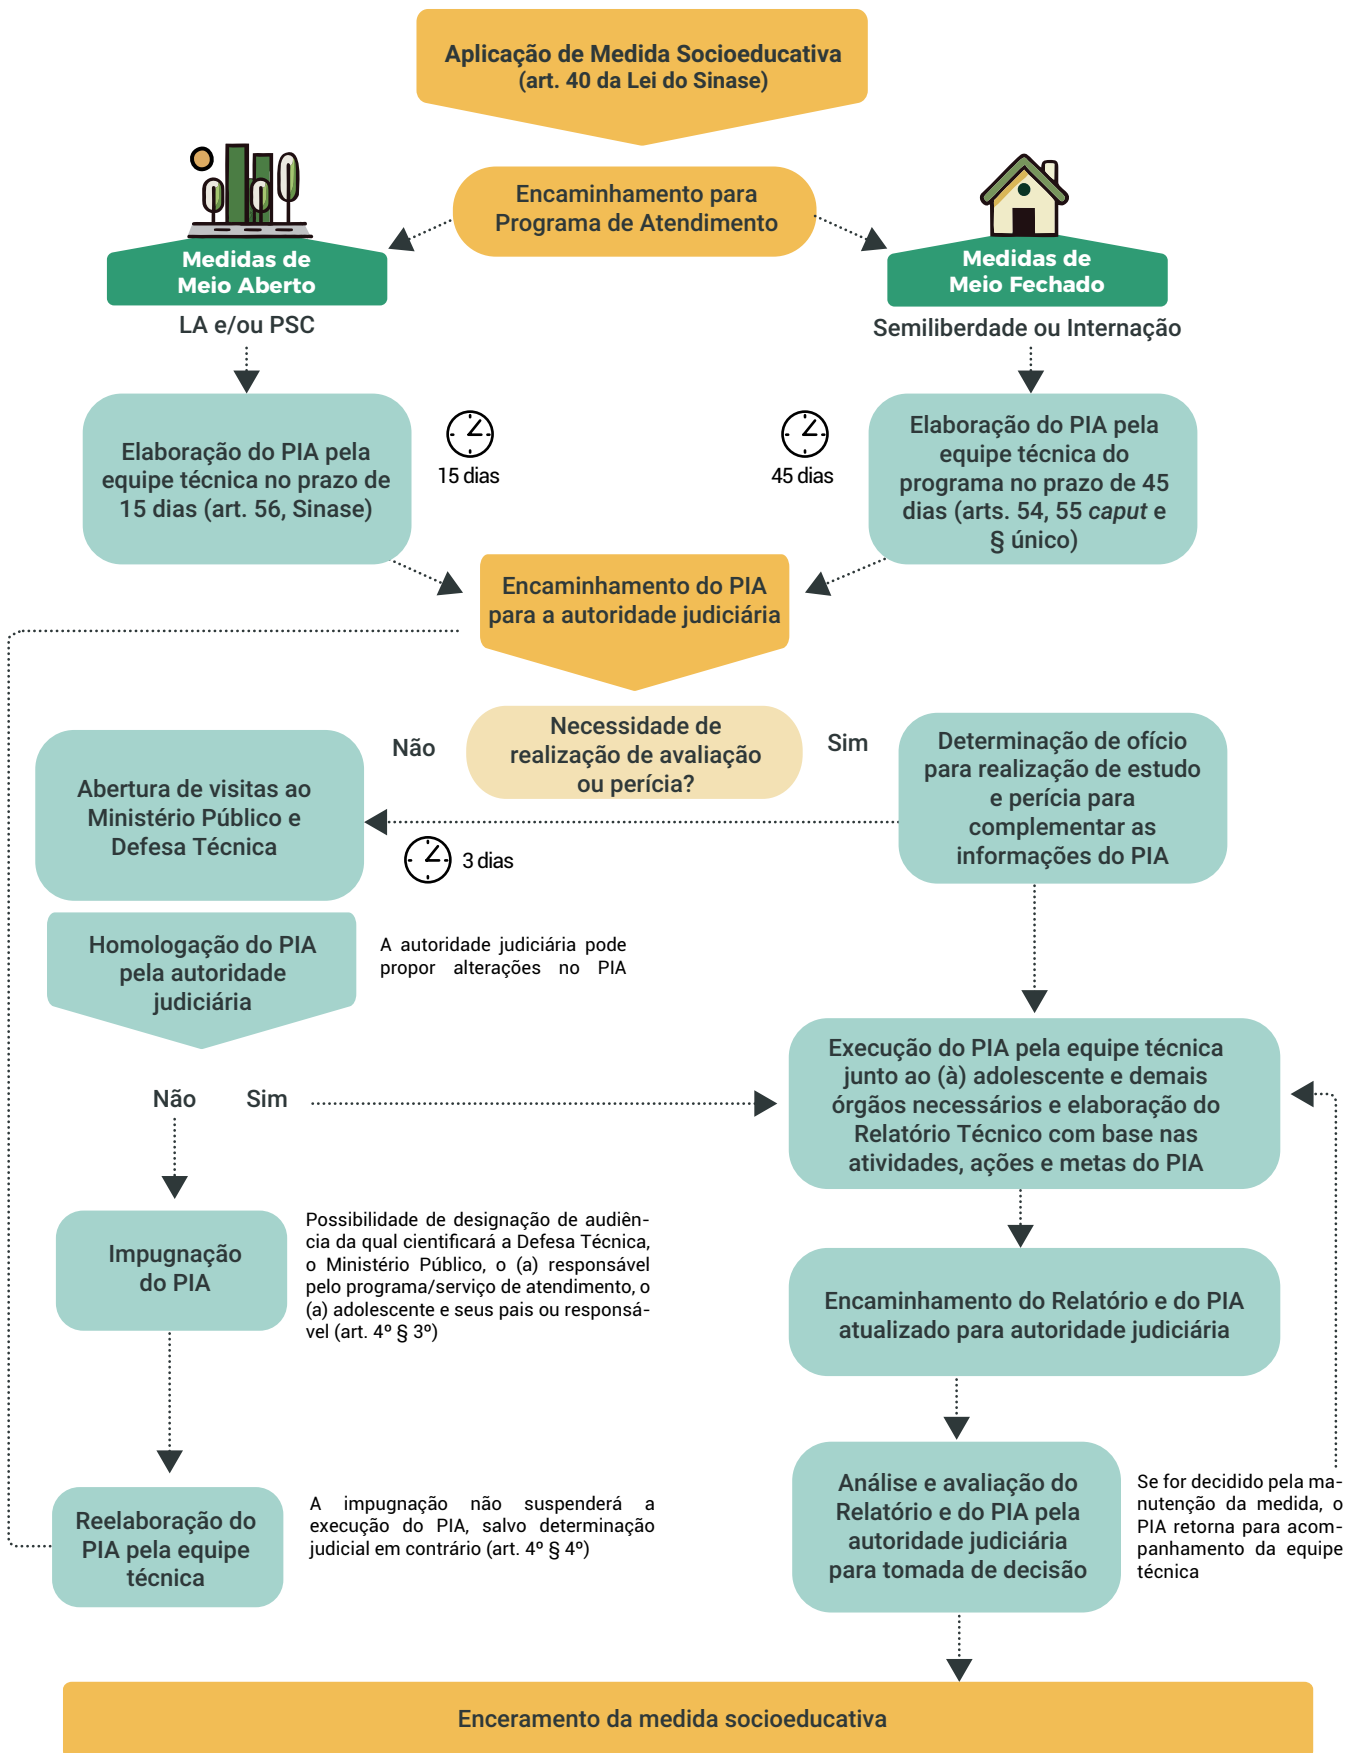 Aplicação de Medida Socioeducativa
(art. 40 da Lei do Sinase)
Encaminhamento para
Programa de Atendimento
Medidas de
Meio Aberto
LA e/ou PSC
Medidas de
Meio Fechado
Semiliberdade ou Internação
Elaboração do PIA pela
equipe técnica no prazo de
15 dias (art. 56, Sinase)
15 dias
45 dias
Elaboração do PIA pela
equipe técnica do
programa no prazo de 45
dias (arts. 54, 55 caput e
§ único)
Encaminhamento do PIA
para a autoridade judiciária
Necessidade de
realização de avaliação
ou perícia?
Não
Sim
Abertura de visitas ao
Ministério Público e
Defesa Técnica
3 dias
Determinação de ofício
para realização de estudo
e perícia para
complementar as
informações do PIA
Homologação do PIA
pela autoridade
judiciária
A autoridade judiciária pode
propor alterações no PIA
Não
Sim
Execução do PIA pela equipe técnica
junto ao (à) adolescente e demais
órgãos necessários e elaboração do
Relatório Técnico com base nas
atividades, ações e metas do PIA
Impugnação
do PIA
Possibilidade de designação de audiên-
cia da qual cientificará a Defesa Técnica,
o Ministério Público, o (a) responsável
pelo programa/serviço de atendimento, o
(a) adolescente e seus pais ou responsá-
vel (art. 4º § 3º)
Encaminhamento do Relatório e do PIA
atualizado para autoridade judiciária
Reelaboração do
PIA pela equipe
técnica
A impugnação não suspenderá a
execução do PIA, salvo determinação
judicial em contrário (art. 4º § 4º)
Análise e avaliação do
Relatório e do PIA pela
autoridade judiciária
para tomada de decisão
Se for decidido pela ma-
nutenção da medida, o
PIA retorna para acom-
panhamento da equipe
técnica
Enceramento da medida socioeducativa